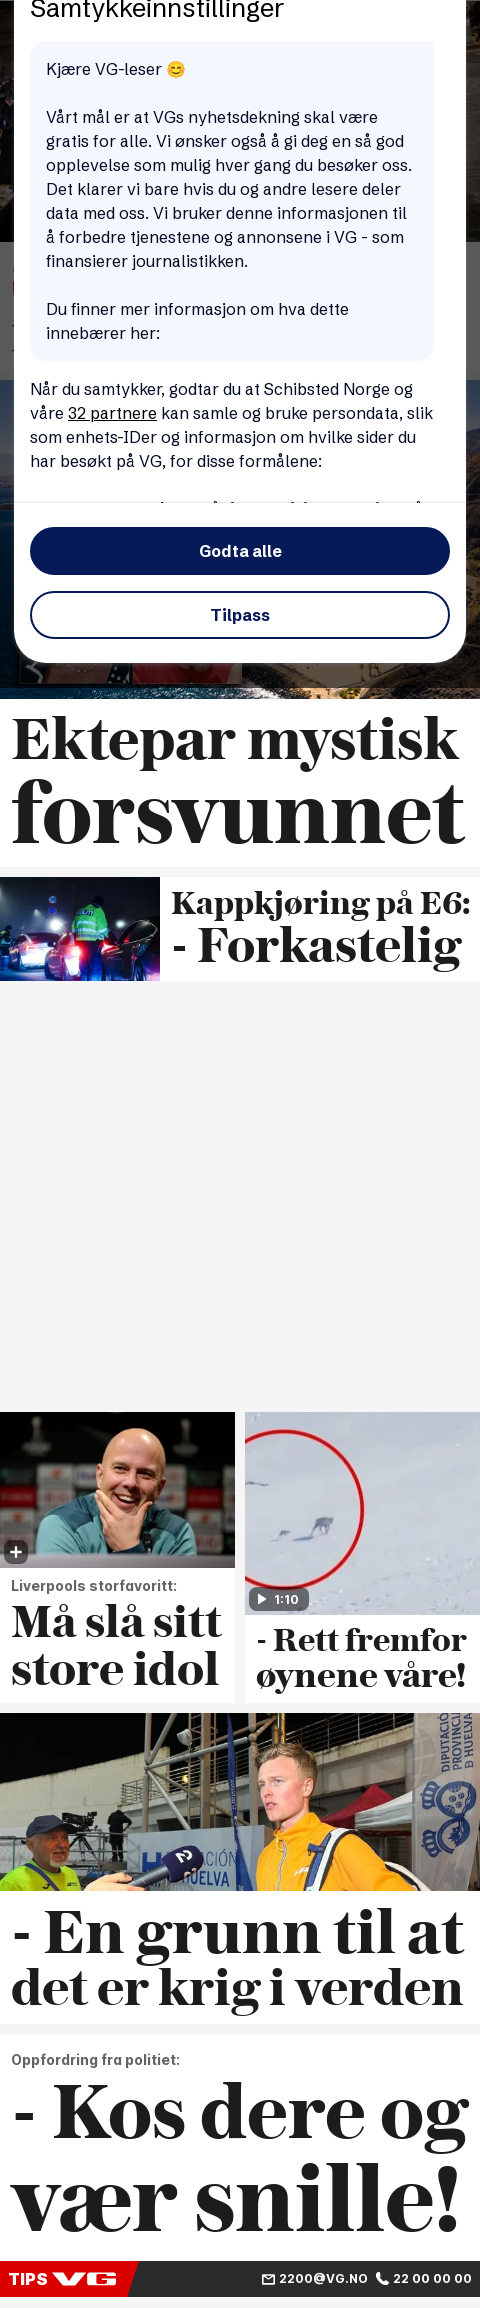 Samtykkeinnstillinger
Kjære VG-leser 😊
Vårt mål er at VGs nyhetsdekning skal være
gratis for alle. Vi ønsker også å gi deg en så god
opplevelse som mulig hver gang du besøker oss.
Det klarer vi bare hvis du og andre lesere deler
data med oss. Vi bruker denne informasjonen til
å forbedre tjenestene og annonsene i VG - som
finansierer journalistikken.
Du finner mer informasjon om hva dette
innebærer her:
Når du samtykker, godtar du at Schibsted Norge og
våre 32 partnere kan samle og bruke persondata, slik
som enhets-IDer og informasjon om hvilke sider du
har besøkt på VG, for disse formålene:
Godta alle
Tilpass
Ektepar mystisk
forsvunnet
Kappkjøring på E6:
- Forkastelig
Liverpools storfavoritt:
Må slå sitt
store idol
1:10
- Rett fremfor
øynene våre!
DIPUTACIÓN
PROVINCIAL
D HUELVA
HUELVA
2
- En grunn til at
det er krig i verden
Oppfordring fra politiet:
- Kos dere og
vær snille!
TIPS VG
2200@VG.NO
22 00 00 00